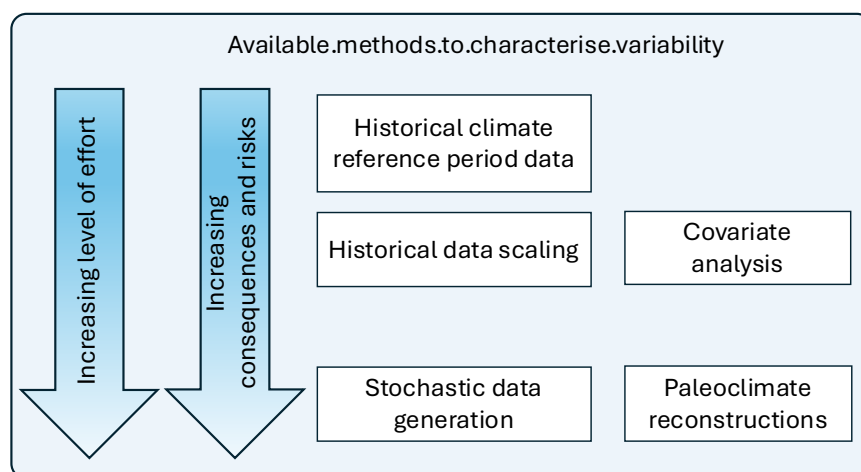 Available.methods.to.characterise.variability
Increasing level of effort
Increasing
consequences and risks
Historical climate
reference period data
Historical data scaling
Covariate
analysis
Stochastic data
generation
Paleoclimate
reconstructions